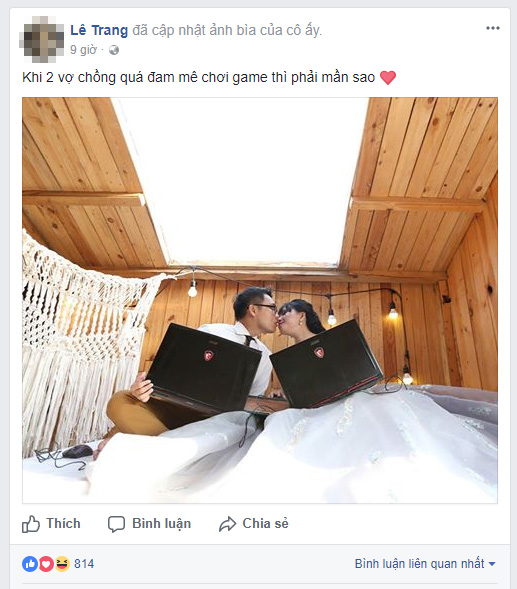 Lê Trang đã cập nhật ảnh bìa của cô ấy.
9 giờ ·
Khi 2 vợ chồng quá đam mê chơi game thì phải mần sao
Thích Bình luận Chia sẻ
814 Bình luận liên quan nhất